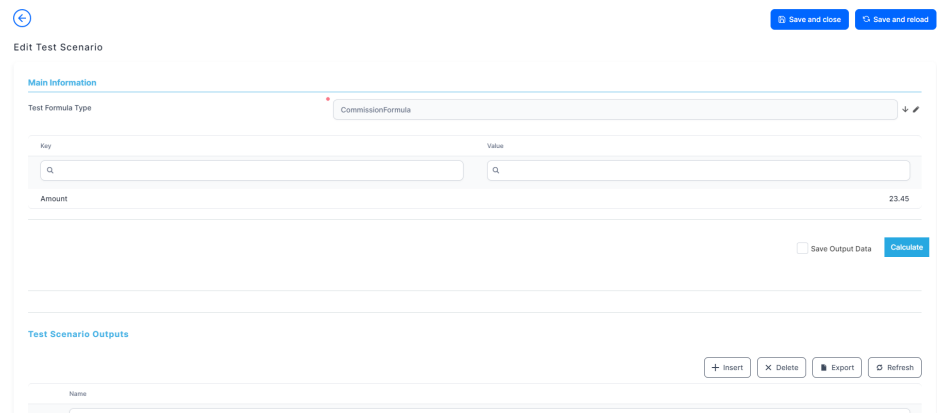 Save and close
Save and reload
Edit Test Scenario
Main Information
Test Formula Type
*
CommissionFormula
Key
Value
Amount
23.45
Save Output Data
Calculate
Test Scenario Outputs
Insert
Delete
Export
Refresh
Name